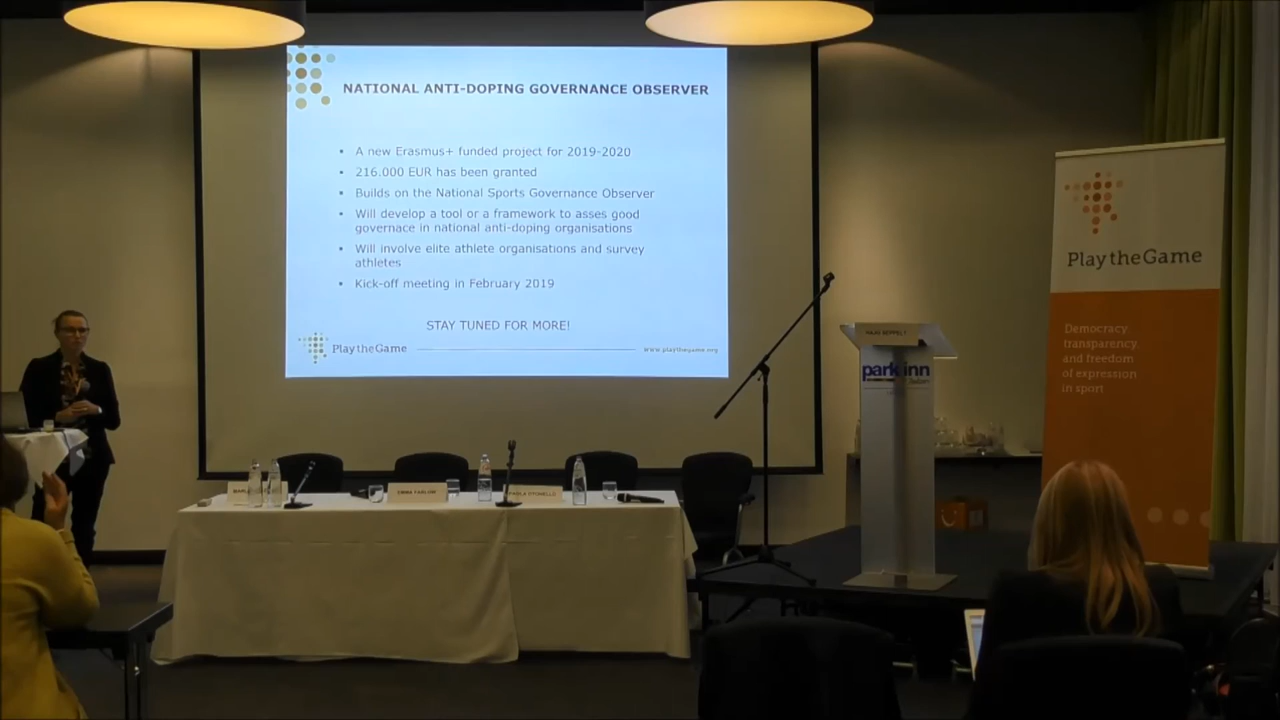 NATIONAL ANTI-DOPING GOVERNANCE OBSERVER
• A new Erasmus+ funded project for 2019-2020
• 216.000 EUR has been granted
• Builds on the National Sports Governance Observer
• Will develop a tool or a framework to asses good
governace in national anti-doping organisations
• Will involve elite athlete organisations and survey
athletes
• Kick-off meeting in February 2019
STAY TUNED FOR MORE!
PlaytheGame
www.playthegame.org
park inn
PlaytheGame
Democracy,
transparency,
and freedom
of expression
in sport